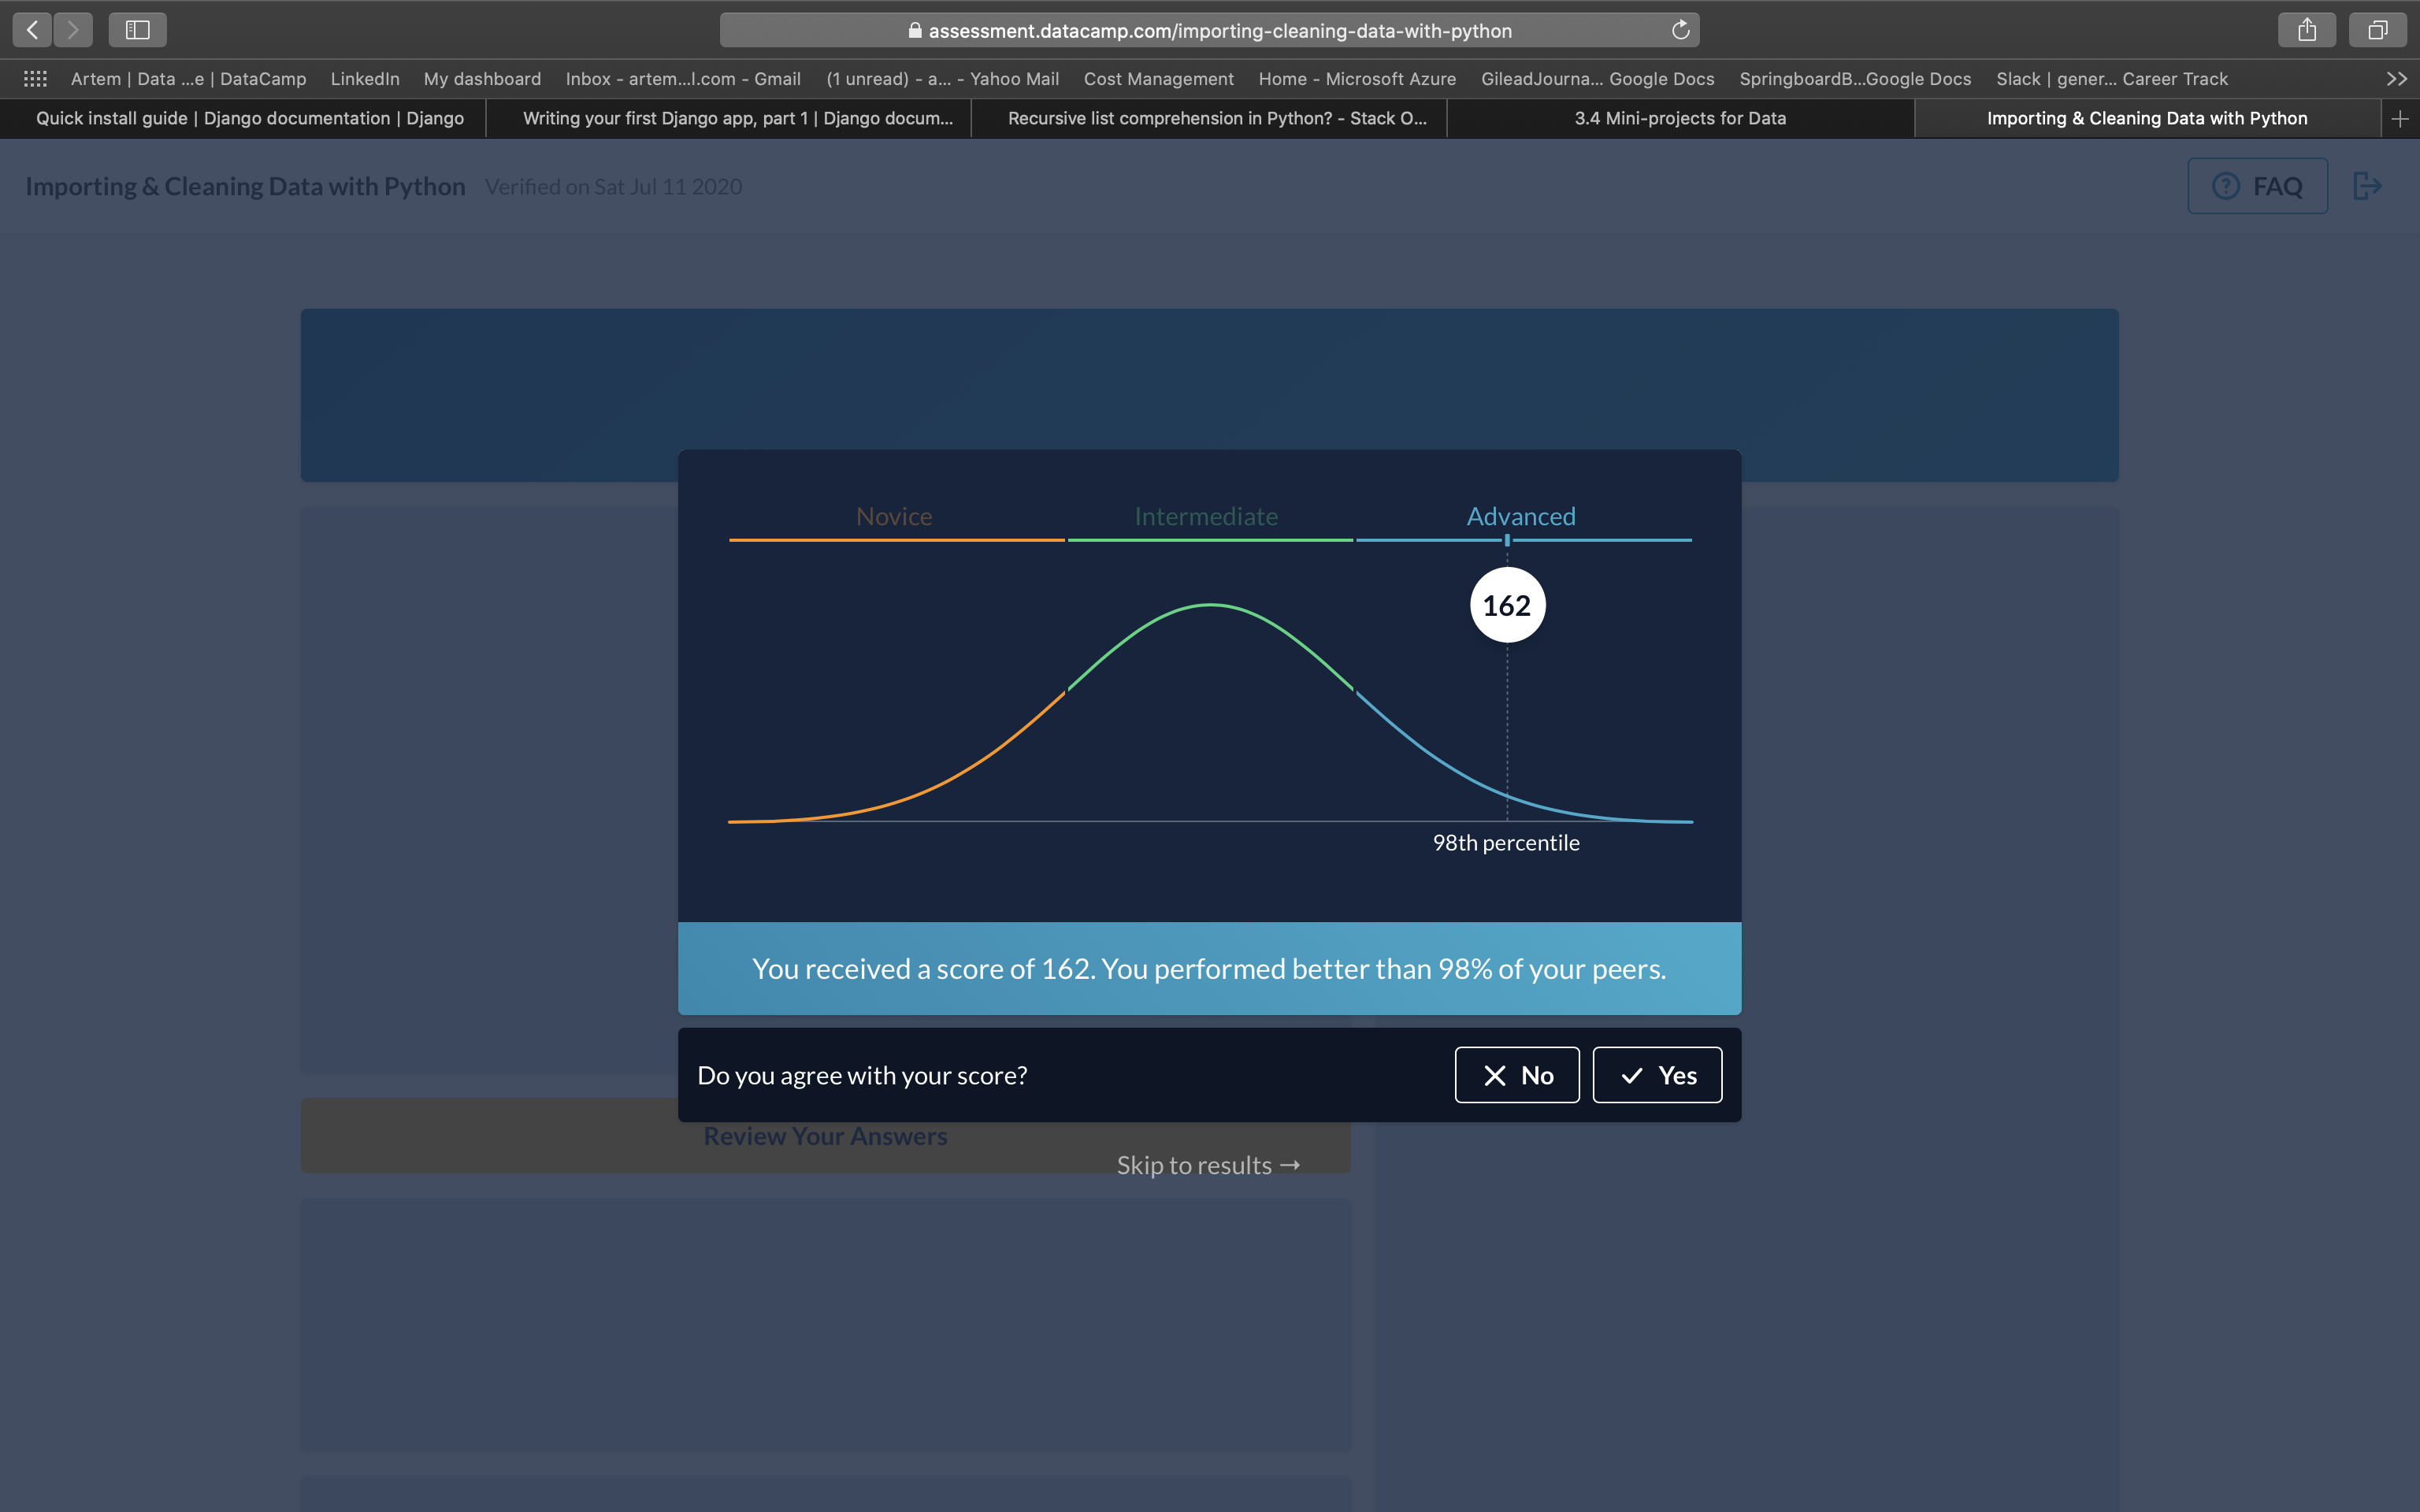 assessment.datacamp.com/importing-cleaning-data-with-python
Artem | Data ...e | DataCamp LinkedIn My dashboard Inbox - artem....l.com - Gmail (1 unread) - a... - Yahoo Mail Cost Management Home - Microsoft Azure GileadJourna... Google Docs SpringboardB...Google Docs Slack | gener... Career Track
Quick install guide | Django documentation | Django Writing your first Django app, part 1 | Django docum... Recursive list comprehension in Python? - Stack O... 3.4 Mini-projects for Data Importing & Cleaning Data with Python
Importing & Cleaning Data with Python Verified on Sat Jul 11 2020 FAQ
Novice Intermediate Advanced
162
98th percentile
You received a score of 162. You performed better than 98% of your peers.
Do you agree with your score? No Yes
Review Your Answers
Skip to results →